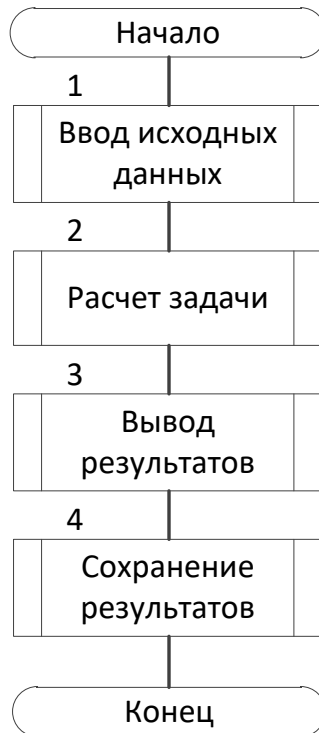 Начало
1
Ввод исходных
данных
2
Расчет задачи
3
Вывод
результатов
4
Сохранение
результатов
Конец